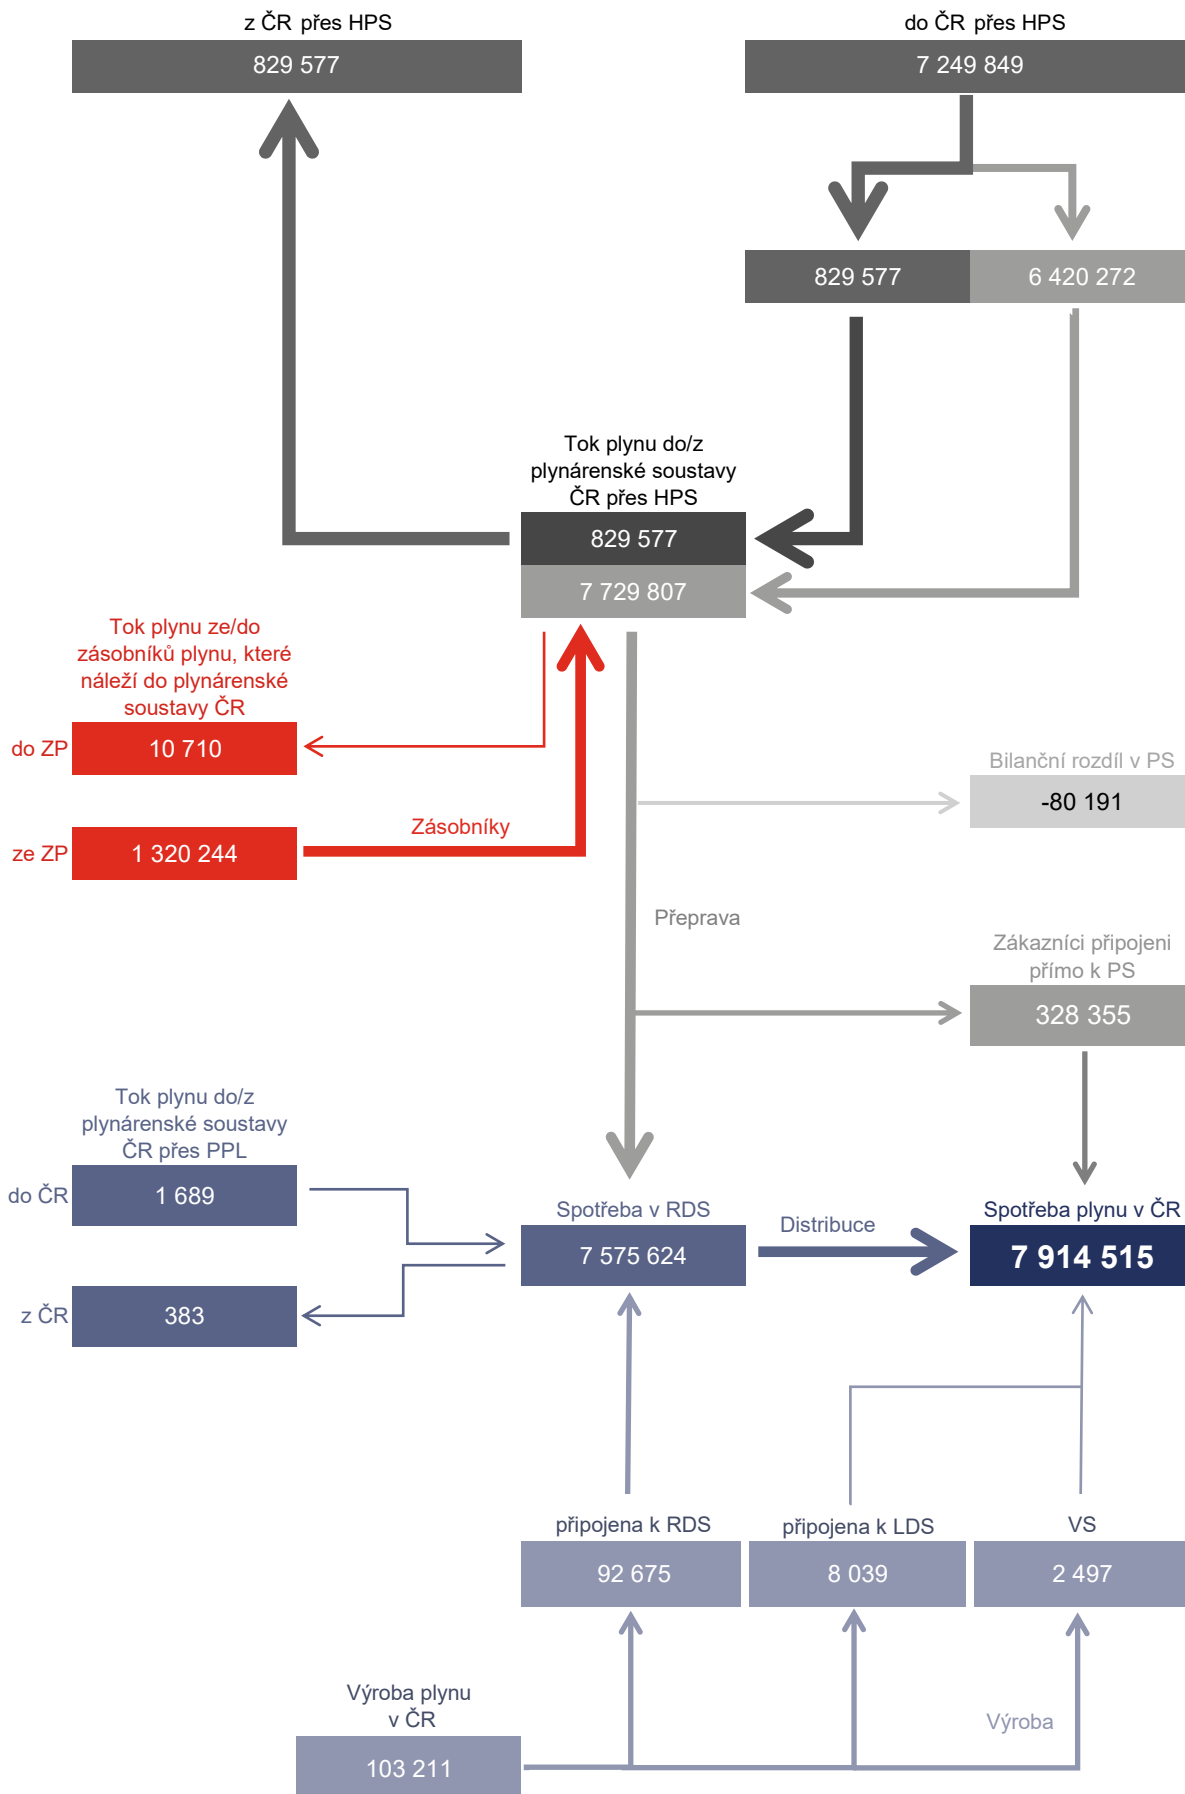 z ČR přes HPS
829 577
do ČR přes HPS
7 249 849
829 577
6 420 272
Tok plynu do/z
plynárenské soustavy
ČR přes HPS
829 577
7 729 807
Tok plynu ze/do
zásobníků plynu, které
náleží do plynárenské
soustavy ČR
do ZP
10 710
ze ZP
1 320 244
Zásobníky
Bilanční rozdíl v PS
-80 191
Přeprava
Zákazníci připojeni
přímo k PS
328 355
Tok plynu do/z
plynárenské soustavy
ČR přes PPL
do ČR
1 689
z ČR
383
Spotřeba v RDS
7 575 624
Distribuce
Spotřeba plynu v ČR
7 914 515
připojena k RDS
92 675
připojena k LDS
8 039
VS
2 497
Výroba plynu
v ČR
103 211
Výroba